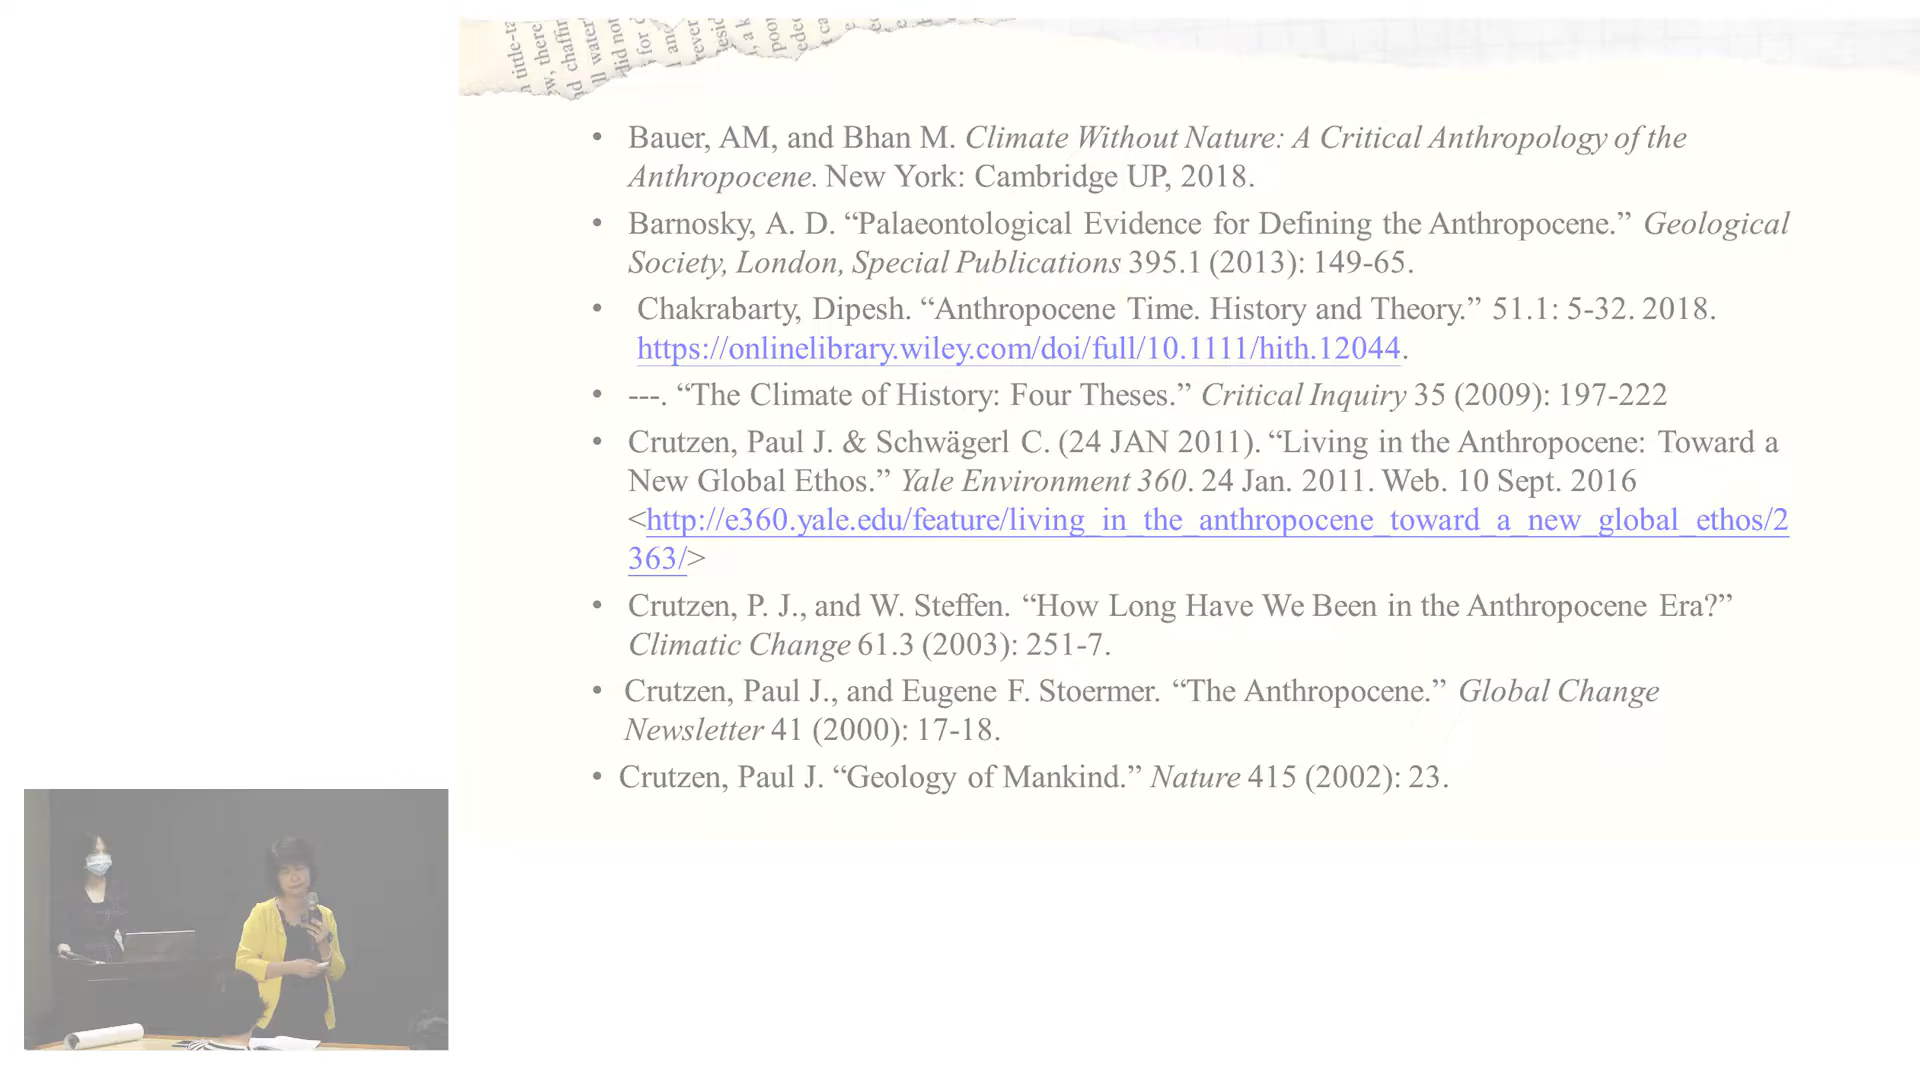 • Bauer, AM, and Bhan M. Climate Without Nature: A Critical Anthropology of the
Anthropocene. New York: Cambridge UP, 2018.
• Barnosky, A. D. “Palaeontological Evidence for Defining the Anthropocene.” Geological
Society, London, Special Publications 395.1 (2013): 149-65.
• Chakrabarty, Dipesh. “Anthropocene Time. History and Theory.” 51.1: 5-32. 2018.
https://onlinelibrary.wiley.com/doi/full/10.1111/hith.12044.
• ---. “The Climate of History: Four Theses.” Critical Inquiry 35 (2009): 197-222
• Crutzen, Paul J. & Schwägerl C. (24 JAN 2011). “Living in the Anthropocene: Toward a
New Global Ethos.” Yale Environment 360. 24 Jan. 2011. Web. 10 Sept. 2016
<http://e360.yale.edu/feature/living_in_the_anthropocene_toward_a_new_global_ethos/2
363/>
• Crutzen, P. J., and W. Steffen. “How Long Have We Been in the Anthropocene Era?”
Climatic Change 61.3 (2003): 251-7.
• Crutzen, Paul J., and Eugene F. Stoermer. “The Anthropocene.” Global Change
Newsletter 41 (2000): 17-18.
• Crutzen, Paul J. “Geology of Mankind.” Nature 415 (2002): 23.